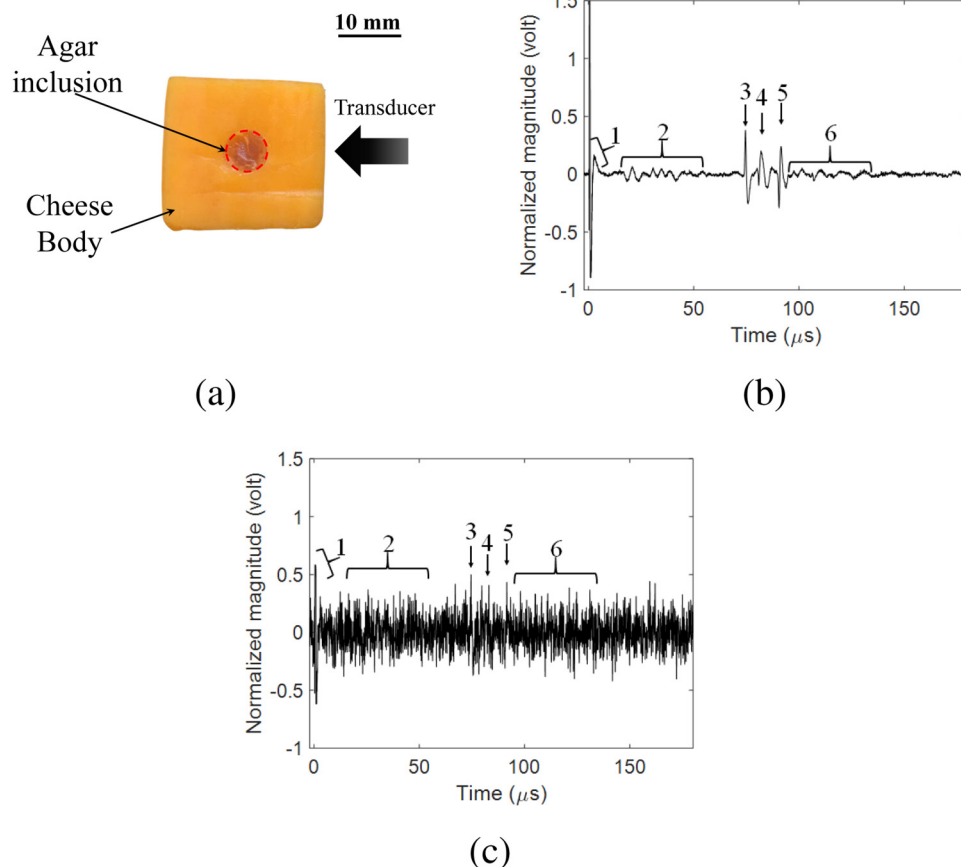 10 mm
Agar
inclusion
Transducer
Cheese
Body
(a)
1.5
1
0.5
0
-0.5
-1
Normalized magnitude (volt)
1
2
3
4
5
6
0
50
100
150
Time (μs)
(b)
1.5
1
0.5
0
-0.5
-1
Normalized magnitude (volt)
1
2
3
4
5
6
0
50
100
150
Time (μs)
(c)